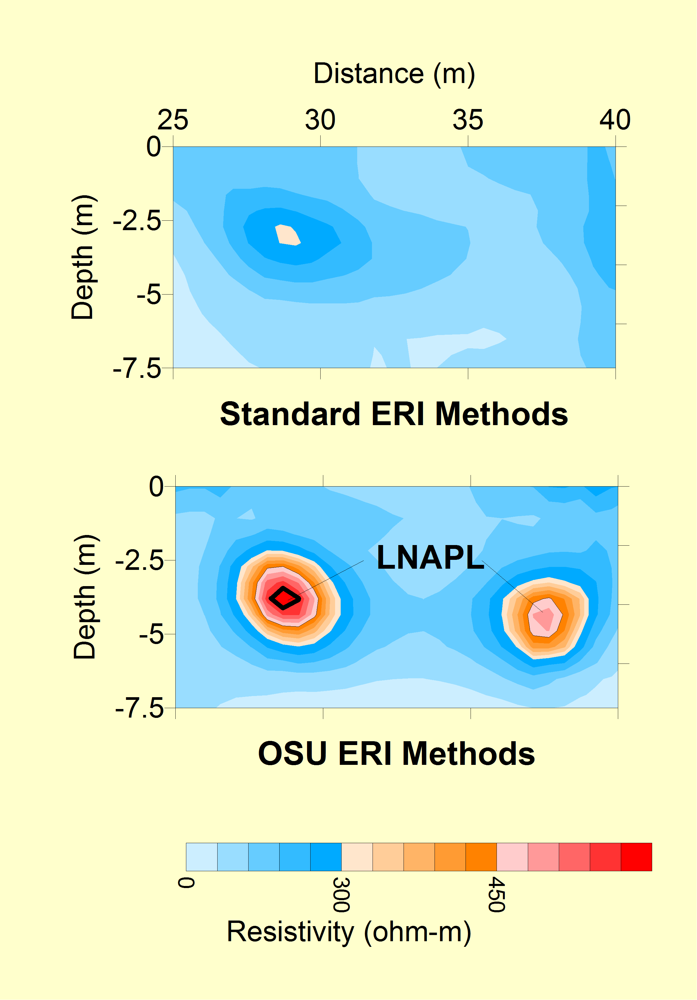 Distance (m)
25 30 35 40
0
-2.5
-5
-7.5
Depth (m)
Standard ERI Methods
0
-2.5
-5
-7.5
Depth (m)
LNAPL
OSU ERI Methods
0 300 450
Resistivity (ohm-m)